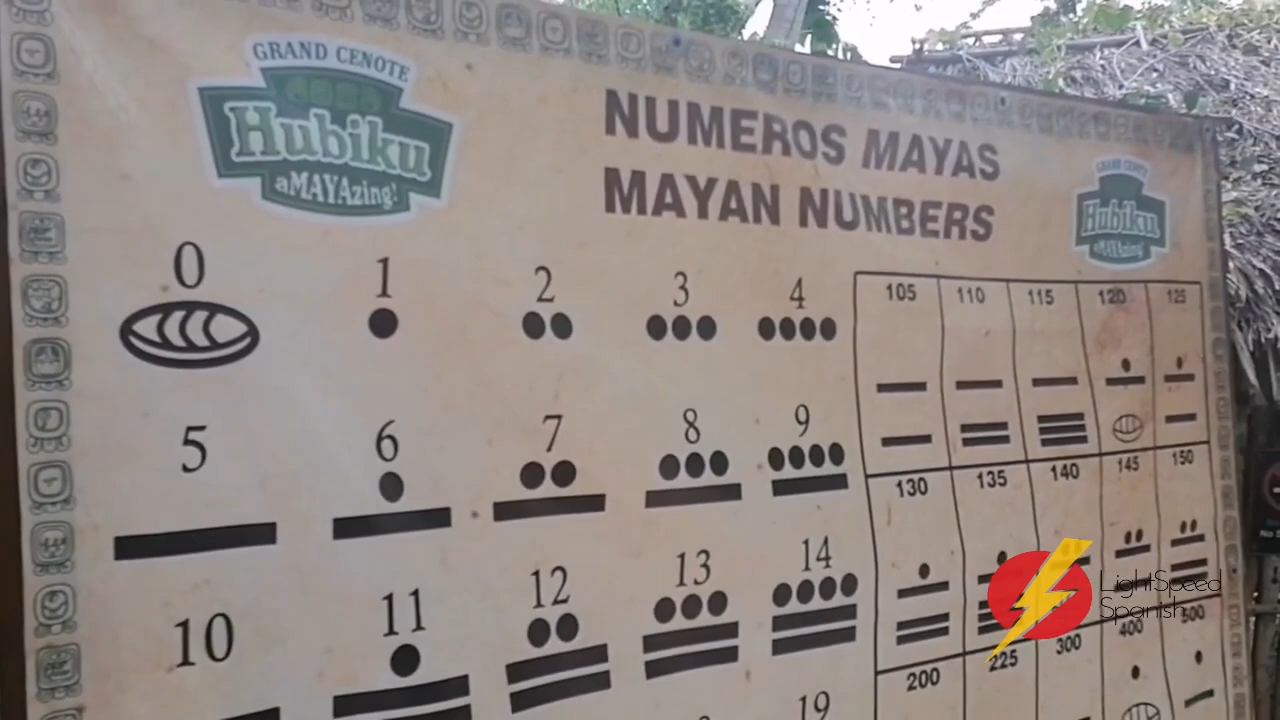 GRAND CENOTE
Hubiku
aMAYAzing!
NUMEROS MAYAS
MAYAN NUMBERS
GRAND CENOTE
Hubiku
aMAYAzing!
0 1 2 3 4
105 110 115 120 125
5 6 7 8 9
130 135 140 145 150
10 11 12 13 14
200 225 300 400 500
19
LightSpeed
Spanish